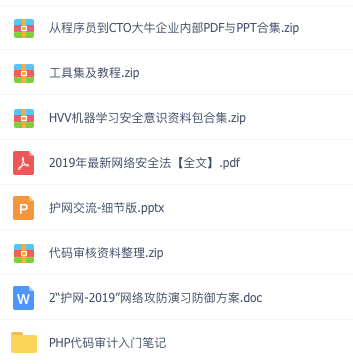 从程序员到CTO大牛企业内部PDF与PPT合集.zip
工具集及教程.zip
HVV机器学习安全意识资料包合集.zip
2019年最新网络安全法【全文】.pdf
P
护网交流-细节版.pptx
代码审核资料整理.zip
W
2“护网-2019”网络攻防演习防御方案.doc
PHP代码审计入门笔记